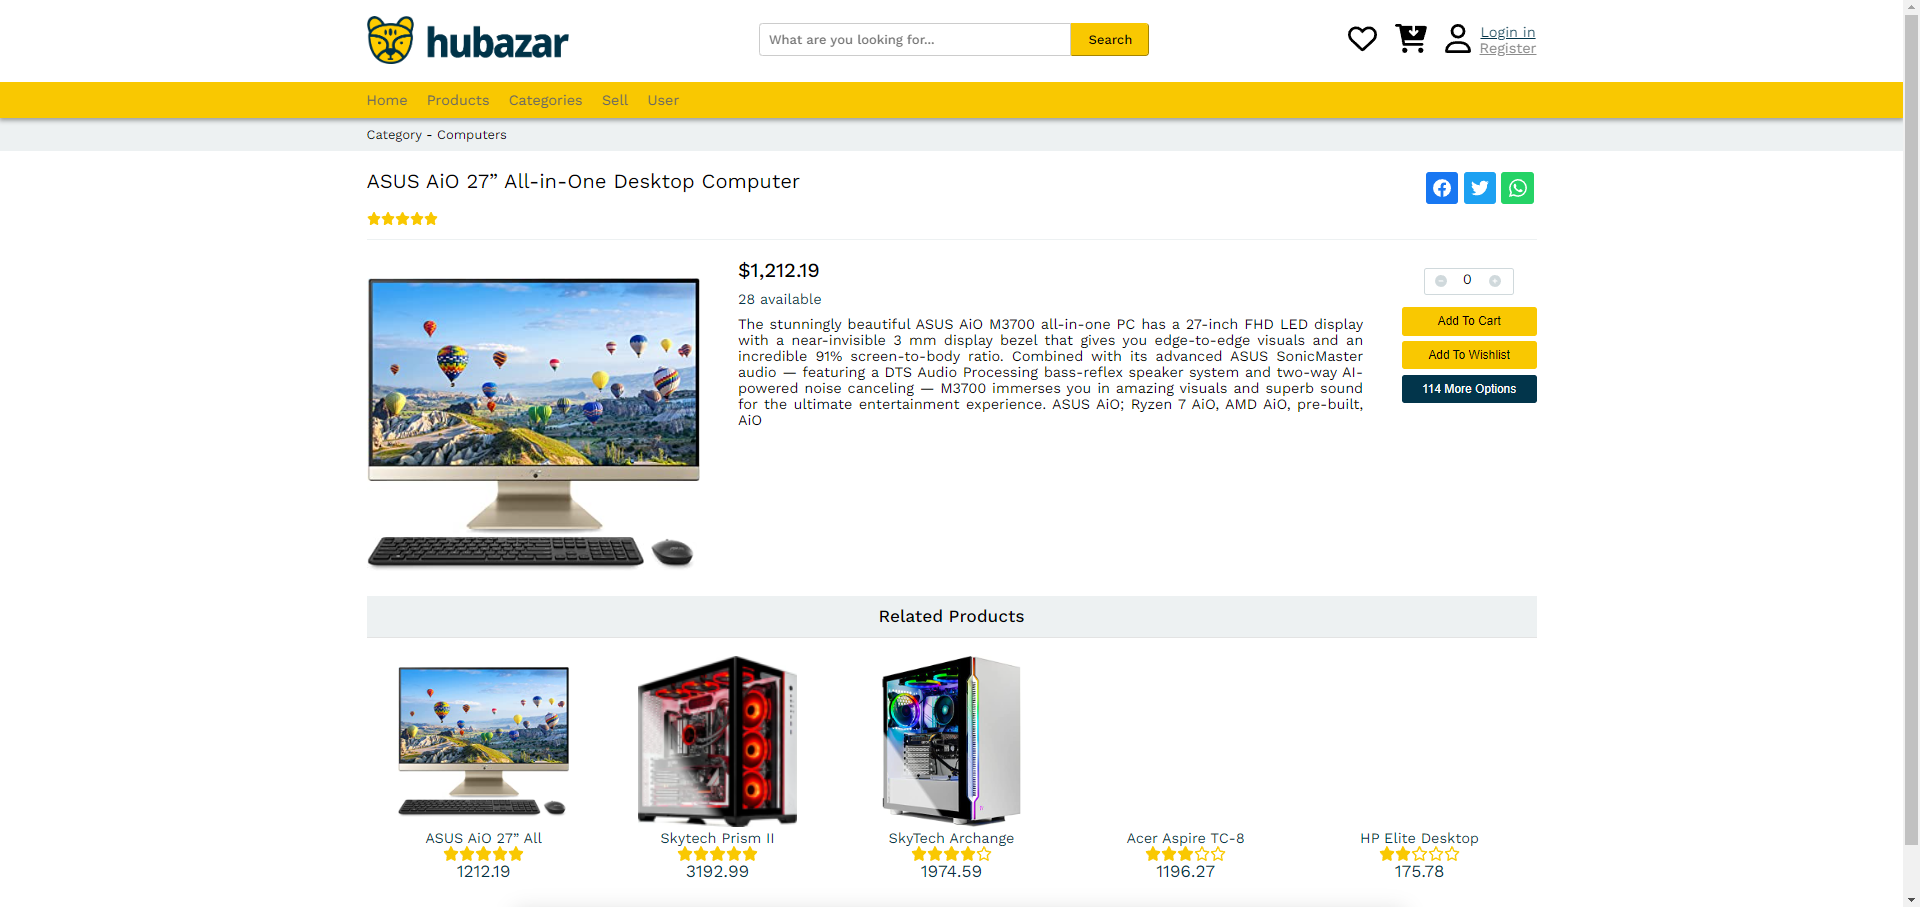 hubazar
What are you looking for...
Search
Login in
Register
Home Products Categories Sell User
Category - Computers
ASUS AiO 27” All-in-One Desktop Computer
$1,212.19
28 available
The stunningly beautiful ASUS AiO M3700 all-in-one PC has a 27-inch FHD LED display
with a near-invisible 3 mm display bezel that gives you edge-to-edge visuals and an
incredible 91% screen-to-body ratio. Combined with its advanced ASUS SonicMaster
audio — featuring a DTS Audio Processing bass-reflex speaker system and two-way AI-
powered noise canceling — M3700 immerses you in amazing visuals and superb sound
for the ultimate entertainment experience. ASUS AiO; Ryzen 7 AiO, AMD AiO, pre-built,
AiO
0
Add To Cart
Add To Wishlist
114 More Options
Related Products
ASUS AiO 27” All
1212.19
Skytech Prism II
3192.99
SkyTech Archange
1974.59
Acer Aspire TC-8
1196.27
HP Elite Desktop
175.78